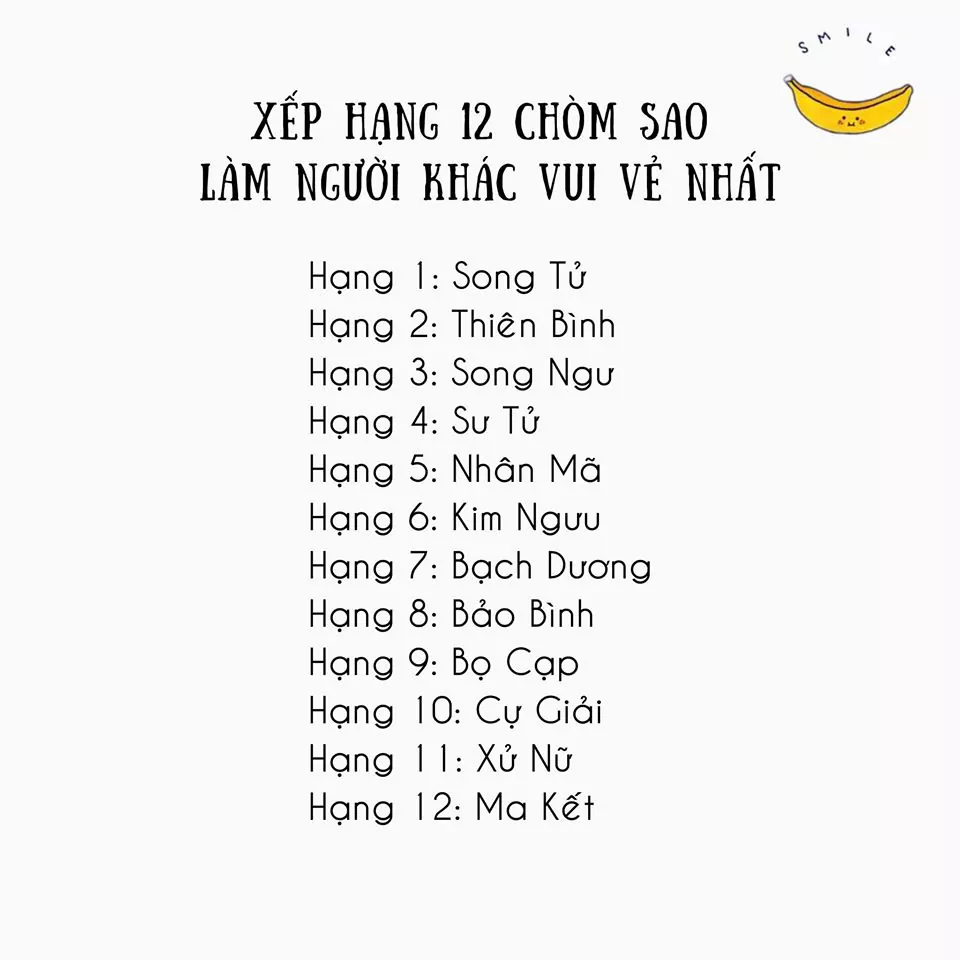 SMILE
XẾP HẠNG 12 CHÒM SAO
LÀM NGƯỜI KHÁC VUI VẺ NHẤT
Hạng 1: Song Tử
Hạng 2: Thiên Bình
Hạng 3: Song Ngư
Hạng 4: Sư Tử
Hạng 5: Nhân Mã
Hạng 6: Kim Ngưu
Hạng 7: Bạch Dương
Hạng 8: Bảo Bình
Hạng 9: Bọ Cạp
Hạng 10: Cự Giải
Hạng 11: Xử Nữ
Hạng 12: Ma Kết